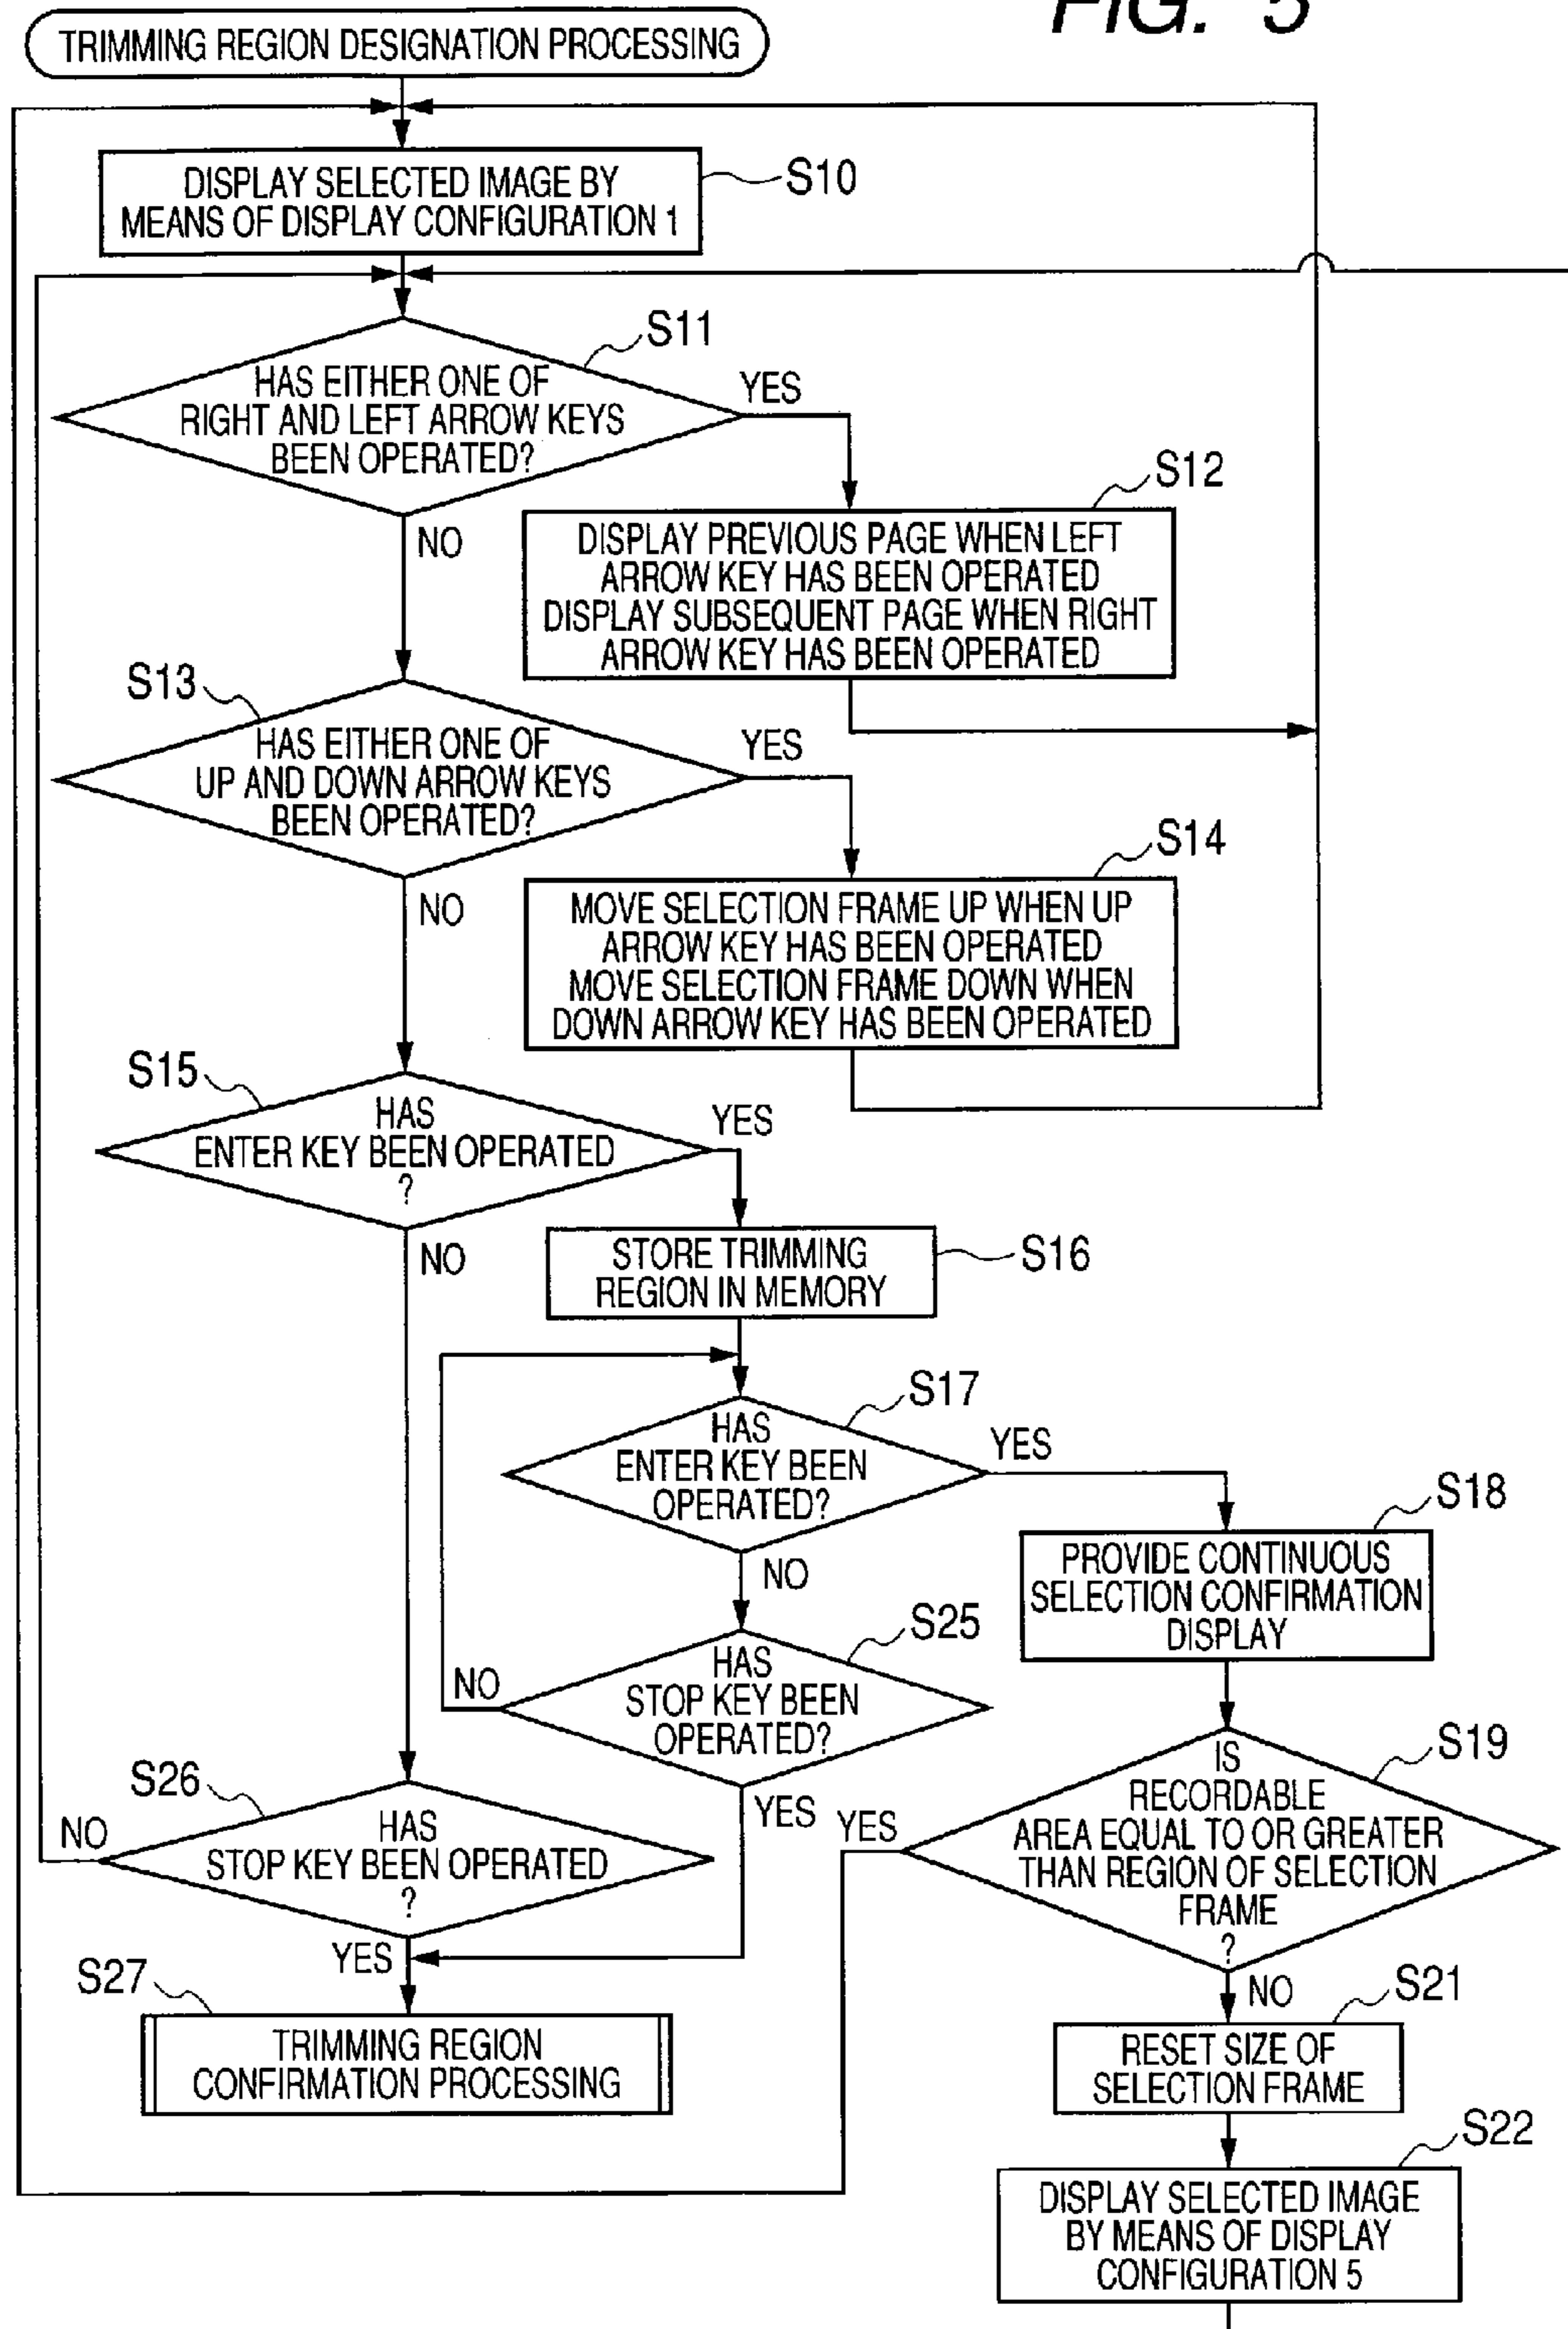 FIG. 5
TRIMMING REGION DESIGNATION PROCESSING
DISPLAY SELECTED IMAGE BY
MEANS OF DISPLAY CONFIGURATION 1
S10
S11
HAS EITHER ONE OF
RIGHT AND LEFT ARROW KEYS
BEEN OPERATED?
YES
NO
S12
DISPLAY PREVIOUS PAGE WHEN LEFT
ARROW KEY HAS BEEN OPERATED
DISPLAY SUBSEQUENT PAGE WHEN RIGHT
ARROW KEY HAS BEEN OPERATED
S13
HAS EITHER ONE OF
UP AND DOWN ARROW KEYS
BEEN OPERATED?
YES
NO
S14
MOVE SELECTION FRAME UP WHEN UP
ARROW KEY HAS BEEN OPERATED
MOVE SELECTION FRAME DOWN WHEN
DOWN ARROW KEY HAS BEEN OPERATED
S15
HAS
ENTER KEY BEEN OPERATED
?
YES
NO
STORE TRIMMING
REGION IN MEMORY
S16
S17
HAS
ENTER KEY BEEN
OPERATED?
YES
NO
S18
PROVIDE CONTINUOUS
SELECTION CONFIRMATION
DISPLAY
S25
HAS
STOP KEY BEEN
OPERATED?
NO
YES
S19
IS
RECORDABLE
AREA EQUAL TO OR GREATER
THAN REGION OF SELECTION
FRAME
?
YES
NO
S26
HAS
STOP KEY BEEN OPERATED
?
NO
YES
S27
TRIMMING REGION
CONFIRMATION PROCESSING
S21
RESET SIZE OF
SELECTION FRAME
S22
DISPLAY SELECTED IMAGE
BY MEANS OF DISPLAY
CONFIGURATION 5